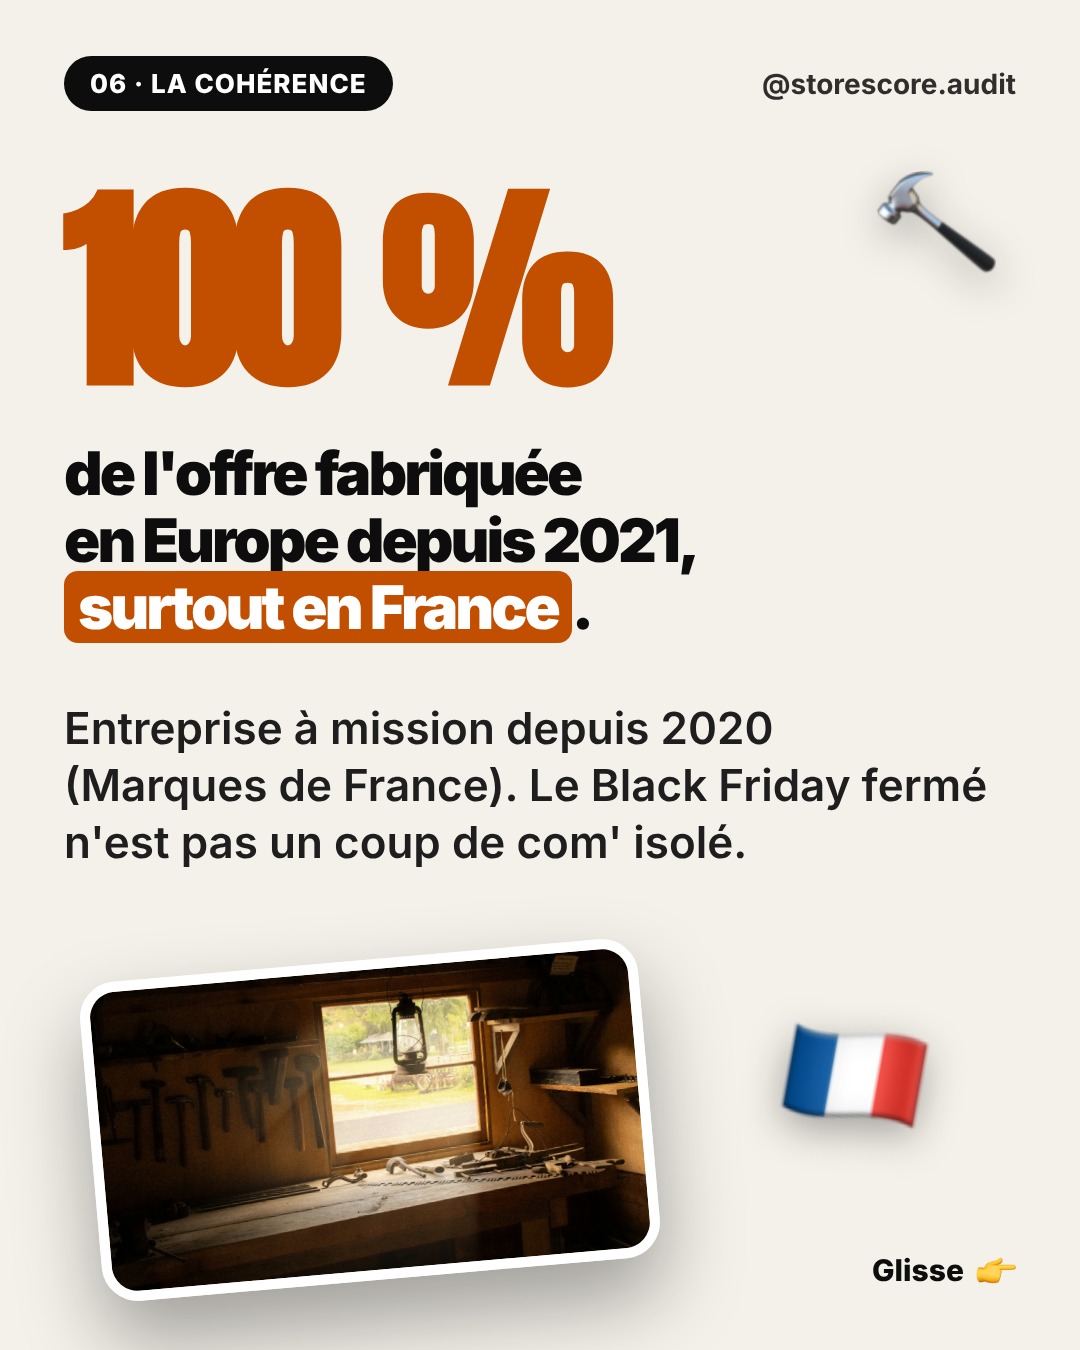 06 · LA COHÉRENCE
@storescore.audit
100 %
de l'offre fabriquée
en Europe depuis 2021,
surtout en France.
Entreprise à mission depuis 2020
(Marques de France). Le Black Friday fermé
n'est pas un coup de com' isolé.
Glisse 👉